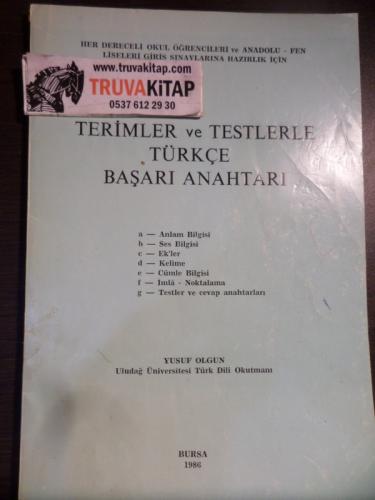 HER DERECELİ OKUL ÖĞRENCİLERİ ve ANADOLU - FEN
LİSELERİ GİRİŞ SINAVLARINA HAZIRLIK İÇİN
www.truvakitap.com
TRUVAKİTAP
0537 612 29 30
TERİMLER ve TESTLERLE
TÜRKÇE
BAŞARI ANAHTARI
a — Anlam Bilgisi
b — Ses Bilgisi
c — Ek'ler
d — Kelime
e — Cümle Bilgisi
f — İmlâ - Noktalama
g — Testler ve cevap anahtarları
YUSUF OLGUN
Uludağ Üniversitesi Türk Dili Okutmanı
BURSA
1986